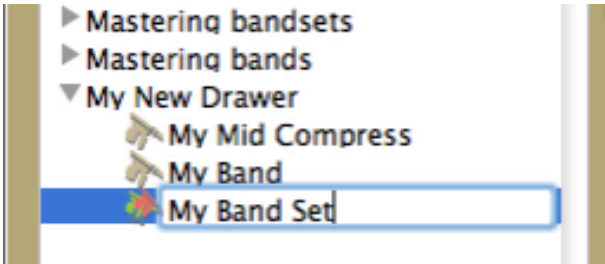 Mastering bandsets
Mastering bands
My New Drawer
My Mid Compress
My Band
My Band Set